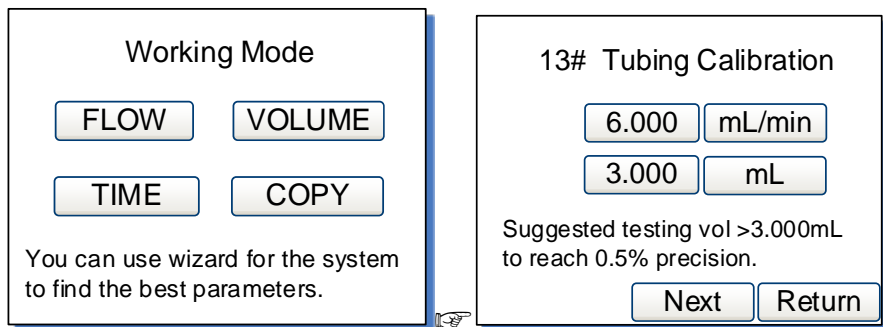 Working Mode
FLOW VOLUME
TIME COPY
You can use wizard for the system
to find the best parameters.
13# Tubing Calibration
6.000 mL/min
3.000 mL
Suggested testing vol >3.000mL
to reach 0.5% precision.
Next Return